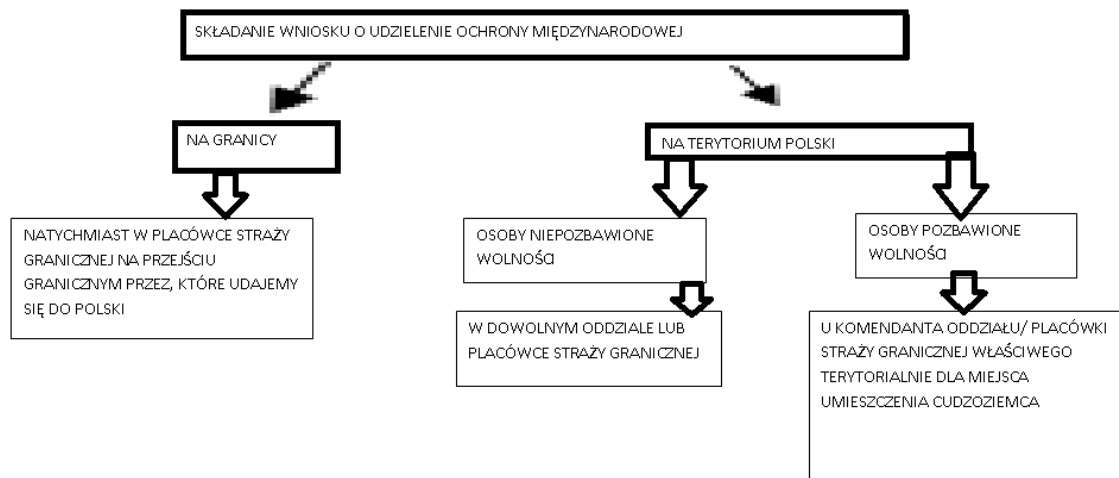 SKŁADANIE WNIOSKU O UDZIELENIE OCHRONY MIĘDZYNARODOWEJ
NA GRANICY
NA TERYTORIUM POLSKI
NATYCHMIAST W PLACÓWCE STRAŻY
GRANICZNEJ NA PRZEJŚCIU
GRANICZNYM PRZEZ, KTÓRE UDAJEMY
SIĘ DO POLSKI
OSOBY NIEPOZBAWIONE
WOLNOŚCI
W DOWOLNYM ODDZIALE LUB
PLACÓWCE STRAŻY GRANICZNEJ
OSOBY POZBAWIONE
WOLNOŚCI
U KOMENDANTA ODDZIAŁU/ PLACÓWKI
STRAŻY GRANICZNEJ WŁAŚCIWEGO
TERYTORIALNIE DLA MIEJSCA
UMIESZCZENIA CUDZOZIEMCA